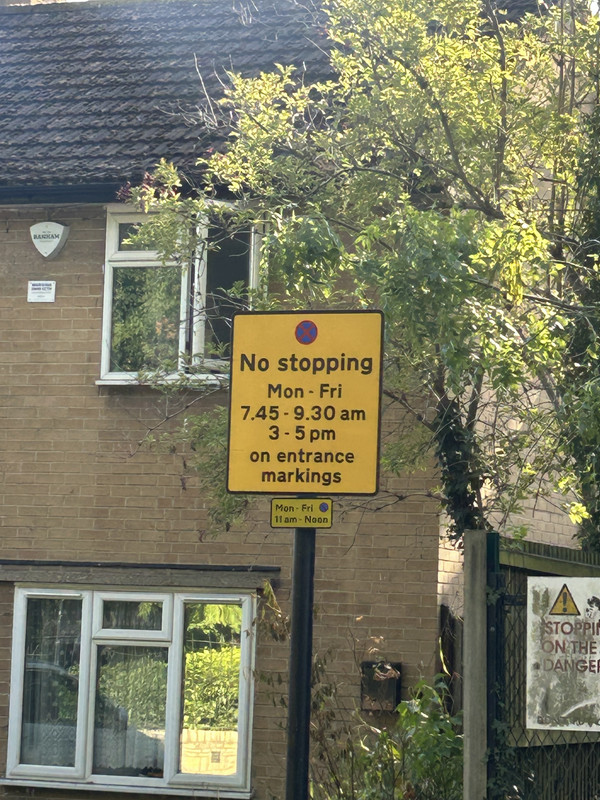 BANHAM
No stopping
Mon - Fri
7.45 - 9.30 am
3 - 5 pm
on entrance
markings
Mon - Fri
11 am - Noon
STOPPIN
ON THE
DANGER